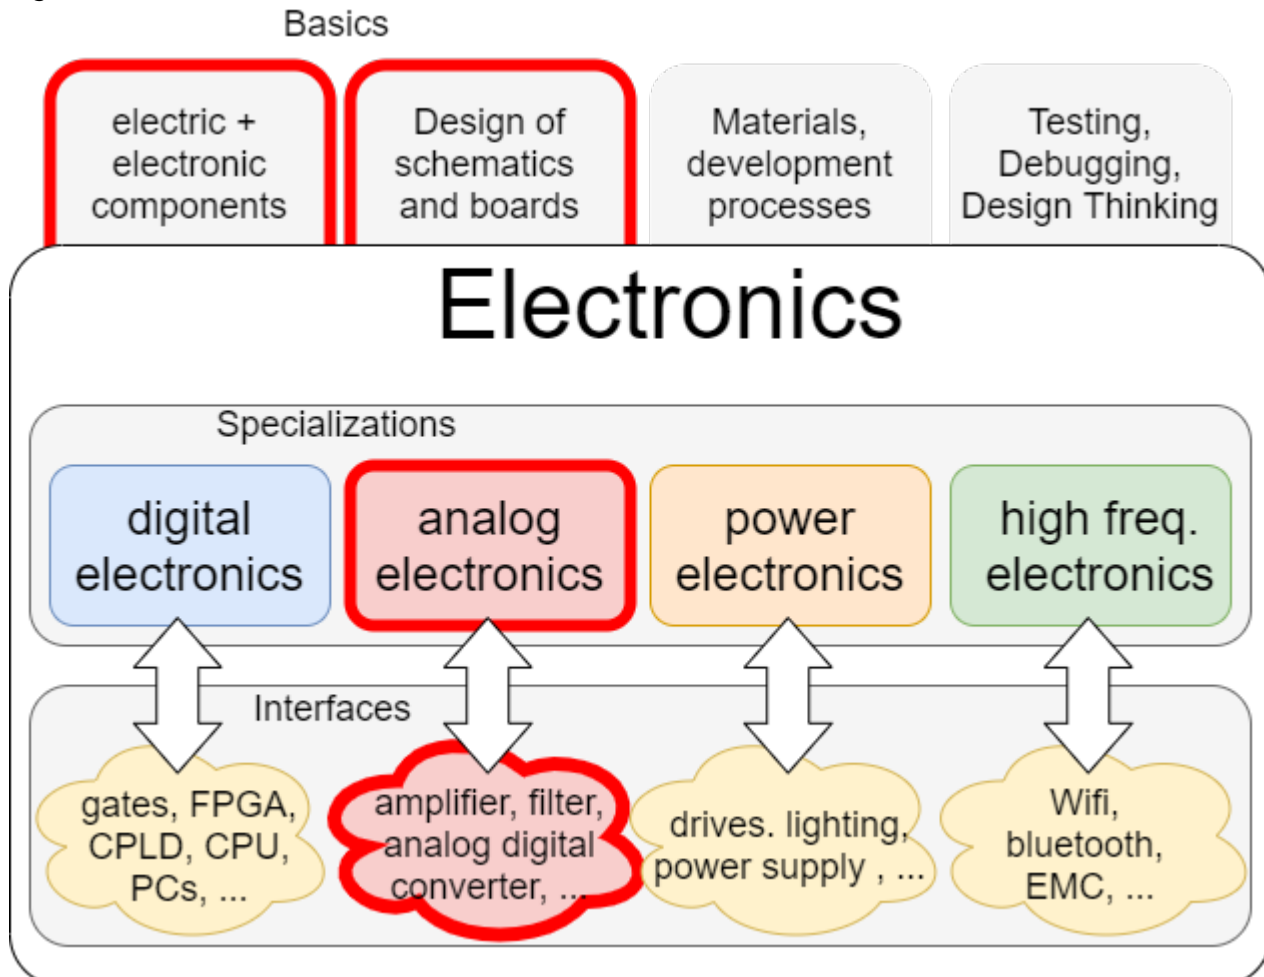 Basics
electric +
electronic
components
Design of
schematics
and boards
Materials,
development
processes
Testing,
Debugging,
Design Thinking
Electronics
Specializations
digital
electronics
analog
electronics
power
electronics
high freq.
electronics
Interfaces
gates, FPGA,
CPLD, CPU,
PCs, ...
amplifier, filter,
analog digital
converter, ...
drives. lighting,
power supply , ...
Wifi,
bluetooth,
EMC, ...